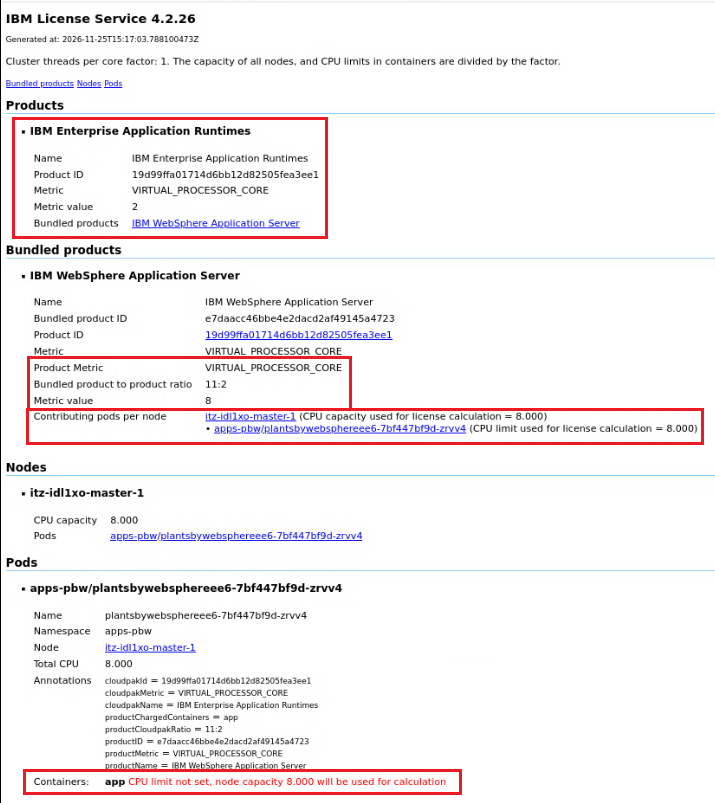 IBM License Service 4.2.26
Generated at: 2026-11-25T15:17:03.788100473Z
Cluster threads per core factor: 1. The capacity of all nodes, and CPU limits in containers are divided by the factor.
Bundled products Nodes Pods
Products
▪ IBM Enterprise Application Runtimes
Name IBM Enterprise Application Runtimes
Product ID 19d99ffa01714d6bb12d82505fea3ee1
Metric VIRTUAL_PROCESSOR_CORE
Metric value 2
Bundled products IBM WebSphere Application Server
Bundled products
▪ IBM WebSphere Application Server
Name IBM WebSphere Application Server
Bundled product ID e7daacc46bbe4e2dacd2af49145a4723
Product ID 19d99ffa01714d6bb12d82505fea3ee1
Metric VIRTUAL_PROCESSOR_CORE
Product Metric VIRTUAL_PROCESSOR_CORE
Bundled product to product ratio 11:2
Metric value 8
Contributing pods per node itz-idl1xo-master-1 (CPU capacity used for license calculation = 8.000)
• apps-pbw/plantsbywebsphereee6-7bf447bf9d-zrvv4 (CPU limit used for license calculation = 8.000)
Nodes
▪ itz-idl1xo-master-1
CPU capacity 8.000
Pods apps-pbw/plantsbywebsphereee6-7bf447bf9d-zrvv4
Pods
▪ apps-pbw/plantsbywebsphereee6-7bf447bf9d-zrvv4
Name plantsbywebsphereee6-7bf447bf9d-zrvv4
Namespace apps-pbw
Node itz-idl1xo-master-1
Total CPU 8.000
Annotations cloudpakId = 19d99ffa01714d6bb12d82505fea3ee1
cloudpakMetric = VIRTUAL_PROCESSOR_CORE
cloudpakName = IBM Enterprise Application Runtimes
productChargedContainers = app
productCloudpakRatio = 11:2
productID = e7daacc46bbe4e2dacd2af49145a4723
productMetric = VIRTUAL_PROCESSOR_CORE
productName = IBM WebSphere Application Server
Containers: app CPU limit not set, node capacity 8.000 will be used for calculation